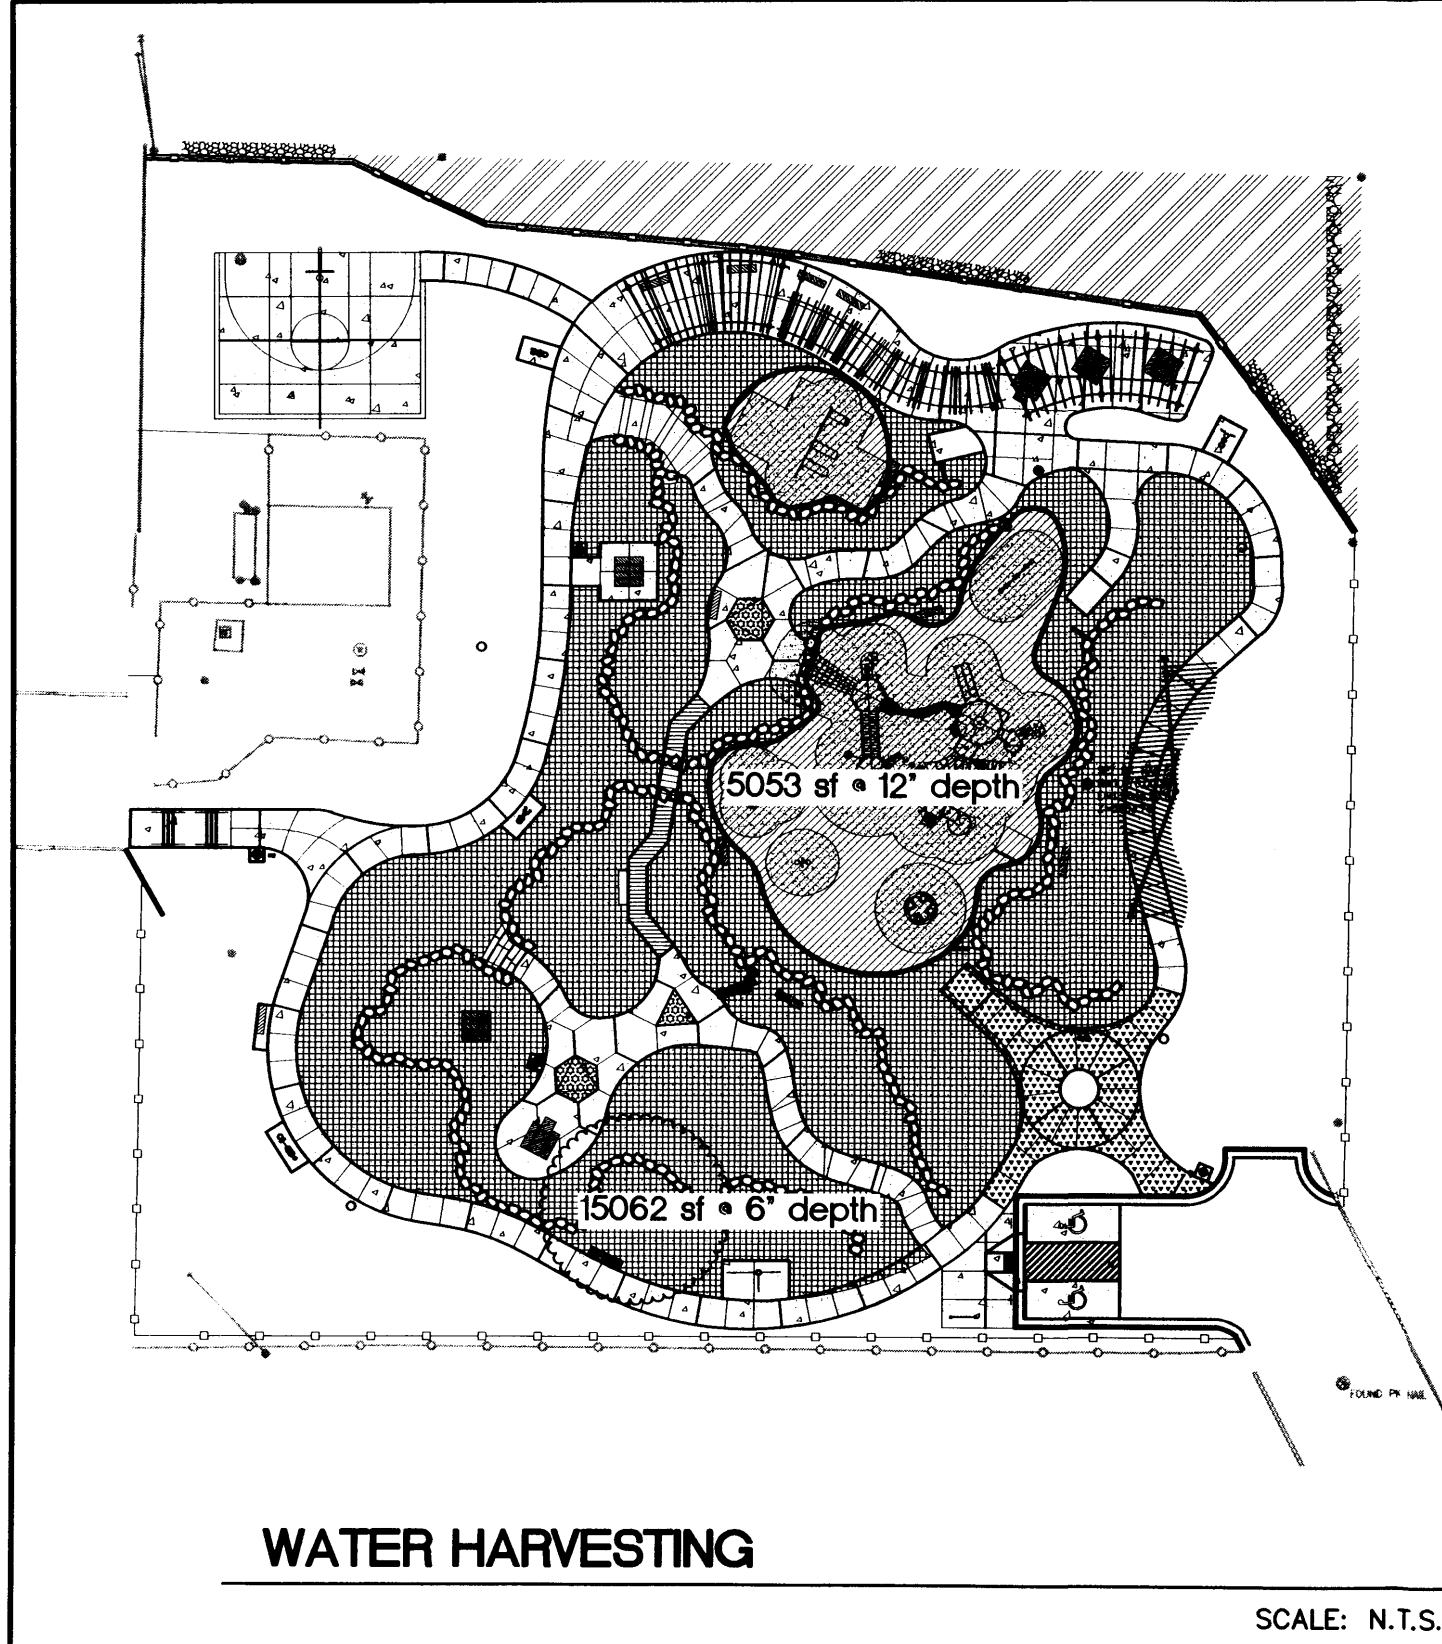 5053 sf @ 12" depth
15062 sf @ 6" depth
FOUND PK NAIL
WATER HARVESTING
SCALE: N.T.S.